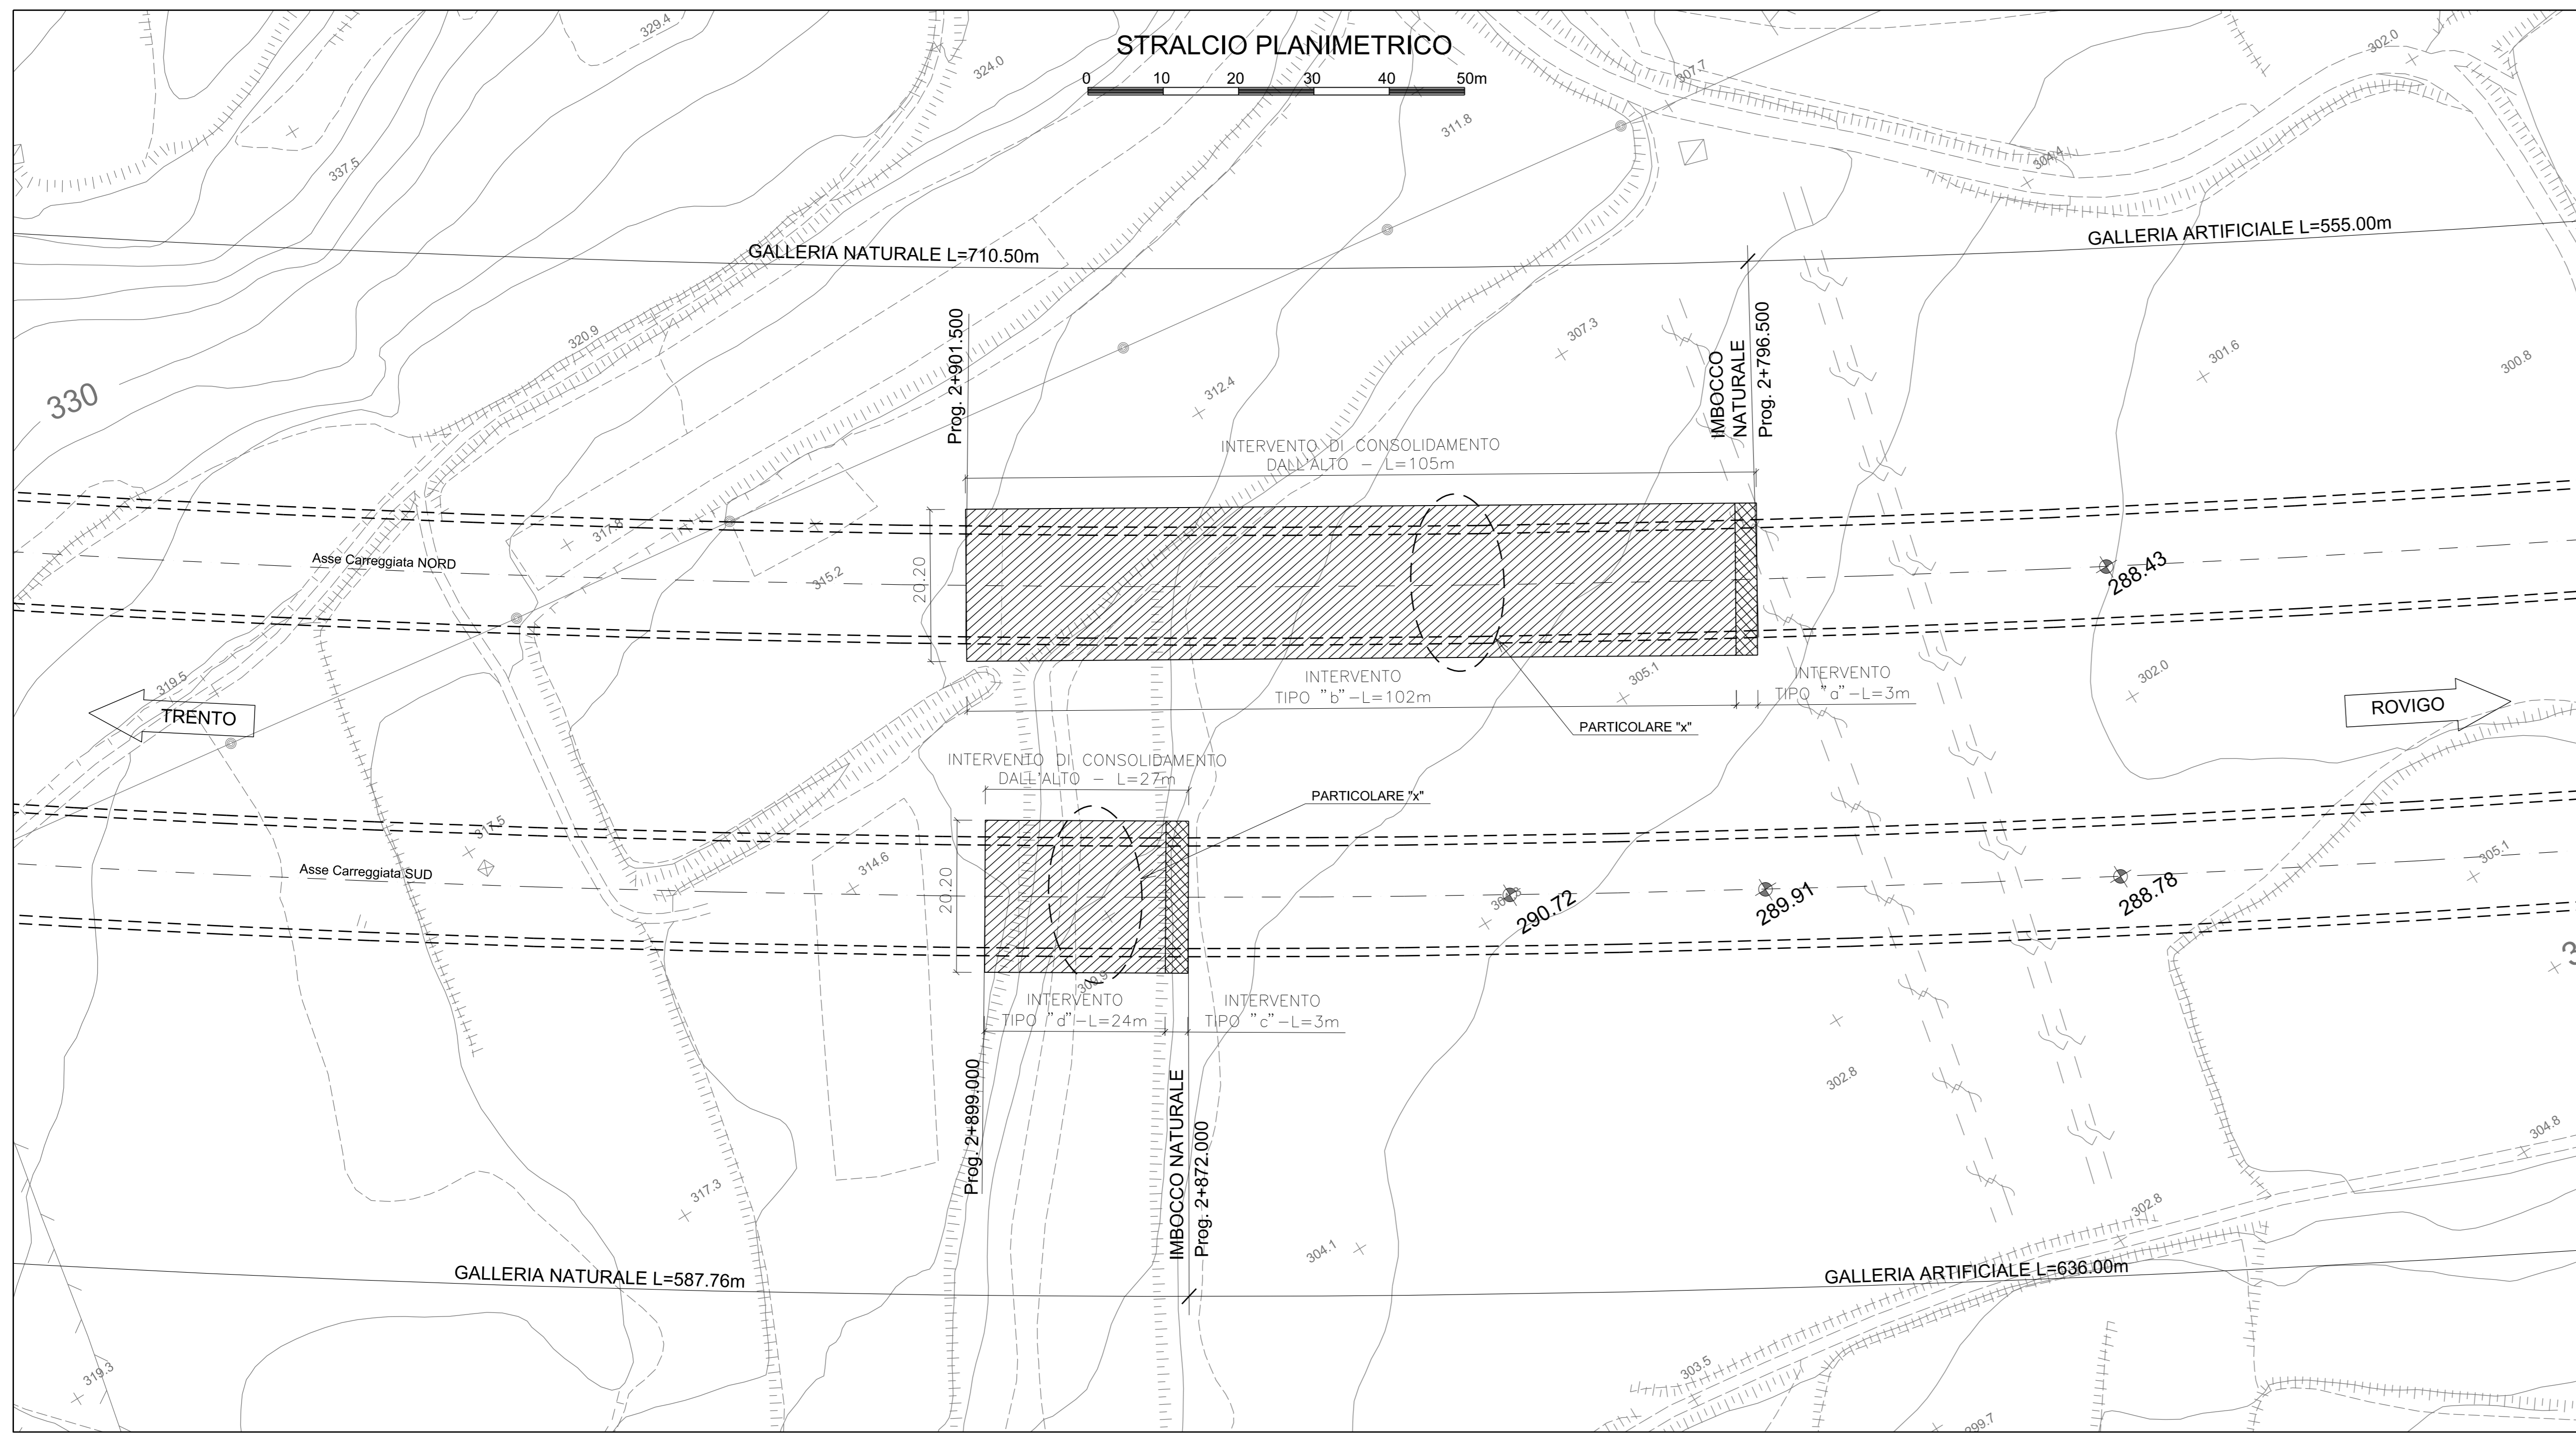 STRALCIO PLANIMETRICO
0 10 20 30 40 50m
329.4
324.0
307.7
302.0
311.8
304.4
337.5
GALLERIA NATURALE L=710.50m
GALLERIA ARTIFICIALE L=555.00m
320.9
307.3
301.6
300.8
330
312.4
Prog. 2+901.500
IMBOCCO
NATURALE
Prog. 2+796.500
INTERVENTO DI CONSOLIDAMENTO
DALL'ALTO - L=105m
Asse Carreggiata NORD
315.2
20.20
288.43
319.5
TRENTO
INTERVENTO
TIPO "b"-L=102m
305.1
INTERVENTO
TIPO "a"-L=3m
302.0
ROVIGO
PARTICOLARE "x"
INTERVENTO DI CONSOLIDAMENTO
DALL'ALTO - L=27m
PARTICOLARE "x"
317.5
314.6
Asse Carreggiata SUD
20.20
290.72
289.91
288.78
305.1
309.9
INTERVENTO
TIPO "d"-L=24m
INTERVENTO
TIPO "c"-L=3m
302.8
Prog. 2+899.000
IMBOCCO NATURALE
Prog. 2+872.000
304.8
317.3
302.8
304.1
GALLERIA NATURALE L=587.76m
GALLERIA ARTIFICIALE L=636.00m
319.3
303.5
299.7